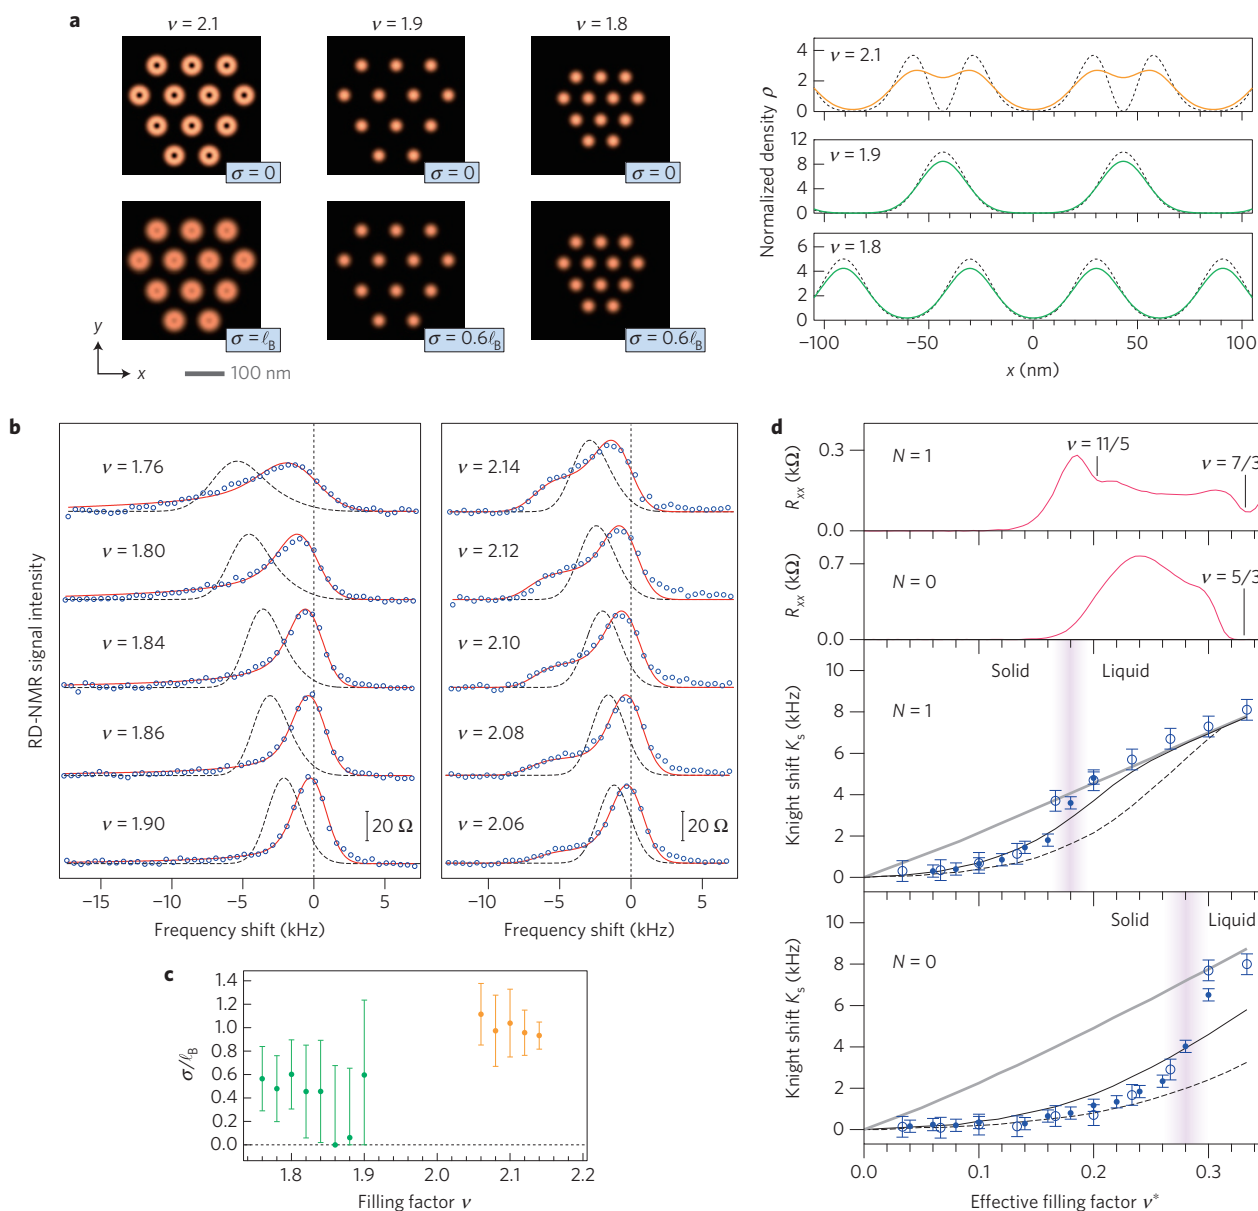 a
ν = 2.1 ν = 1.9 ν = 1.8
σ = 0 σ = 0 σ = 0
σ = ℓB σ = 0.6ℓB σ = 0.6ℓB
y
x
100 nm
Normalized density ρ
4
2
0
ν = 2.1
12
8
4
0
ν = 1.9
6
4
2
0
ν = 1.8
−100 −50 0 50 100
x (nm)
b
RD-NMR signal intensity
ν = 1.76
ν = 1.80
ν = 1.84
ν = 1.86
ν = 1.90
20 Ω
−15 −10 −5 0 5
Frequency shift (kHz)
ν = 2.14
ν = 2.12
ν = 2.10
ν = 2.08
ν = 2.06
20 Ω
−10 −5 0 5
Frequency shift (kHz)
c
σ/ℓB
1.4
1.2
1.0
0.8
0.6
0.4
0.2
0.0
1.8 1.9 2.0 2.1 2.2
Filling factor ν
d
Rxx (kΩ)
0.3
0.0
N = 1
ν = 11/5
ν = 7/3
Rxx (kΩ)
0.7
0.0
N = 0
ν = 5/3
Knight shift Ks (kHz)
10
8
6
4
2
0
Solid Liquid
N = 1
Knight shift Ks (kHz)
10
8
6
4
2
0
Solid Liquid
N = 0
0.0 0.1 0.2 0.3
Effective filling factor ν*